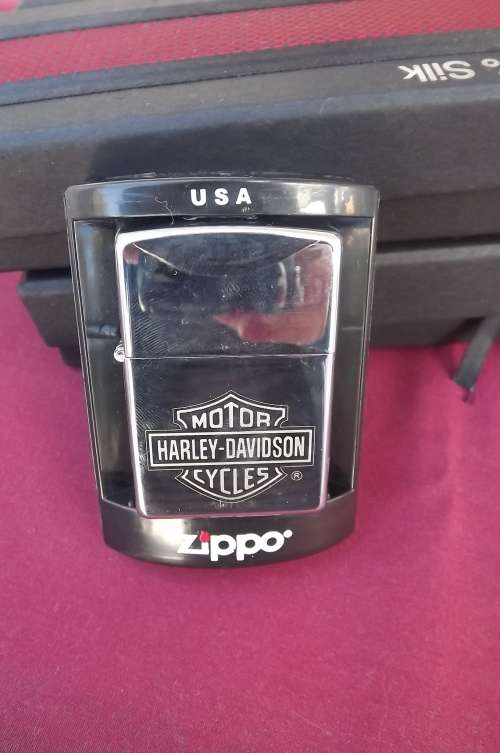 % Silk
USA
MOTOR
HARLEY-DAVIDSON
CYCLES ®
zippo